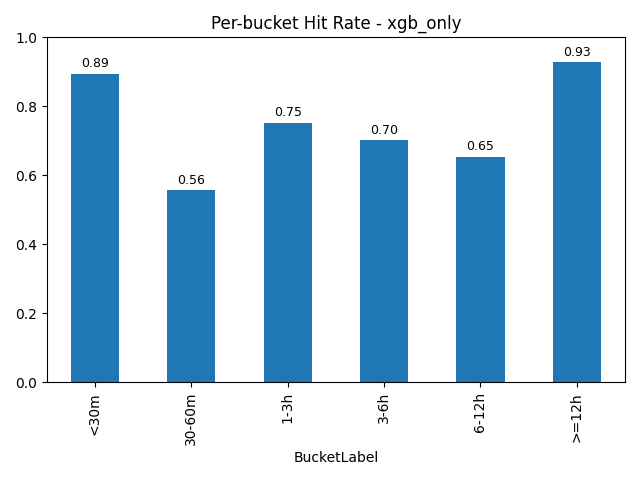 Per-bucket Hit Rate - xgb_only
1.0
0.8
0.6
0.4
0.2
0.0
0.89
0.56
0.75
0.70
0.65
0.93
<30m
30-60m
1-3h
3-6h
6-12h
>=12h
BucketLabel